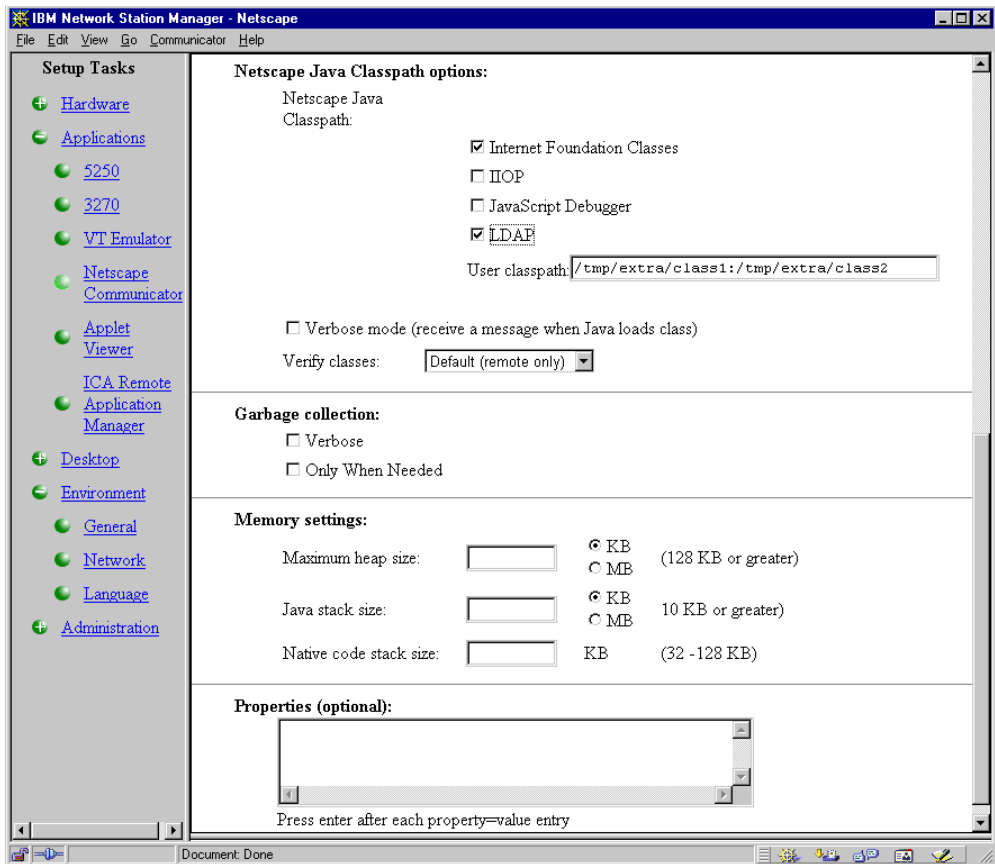 IBM Network Station Manager - Netscape
File Edit View Go Communicator Help
Setup Tasks
Hardware
Applications
5250
3270
VT Emulator
Netscape
Communicator
Applet
Viewer
ICA Remote
Application
Manager
Desktop
Environment
General
Network
Language
Administration
Netscape Java Classpath options:
Netscape Java
Classpath:
Internet Foundation Classes
IIOP
JavaScript Debugger
LDAP
User classpath: /tmp/extra/class1:/tmp/extra/class2
Verbose mode (receive a message when Java loads class)
Verify classes: Default (remote only)
Garbage collection:
Verbose
Only When Needed
Memory settings:
Maximum heap size: KB (128 KB or greater)
MB
Java stack size: KB 10 KB or greater)
MB
Native code stack size: KB (32 -128 KB)
Properties (optional):
Press enter after each property=value entry
Document: Done